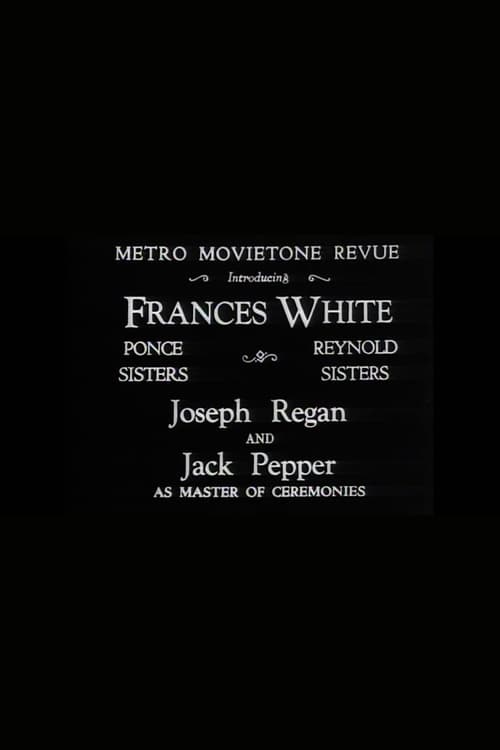 METRO MOVIETONE REVUE
Introducing
FRANCES WHITE
PONCE SISTERS
REYNOLD SISTERS
Joseph Regan
AND
Jack Pepper
AS MASTER OF CEREMONIES